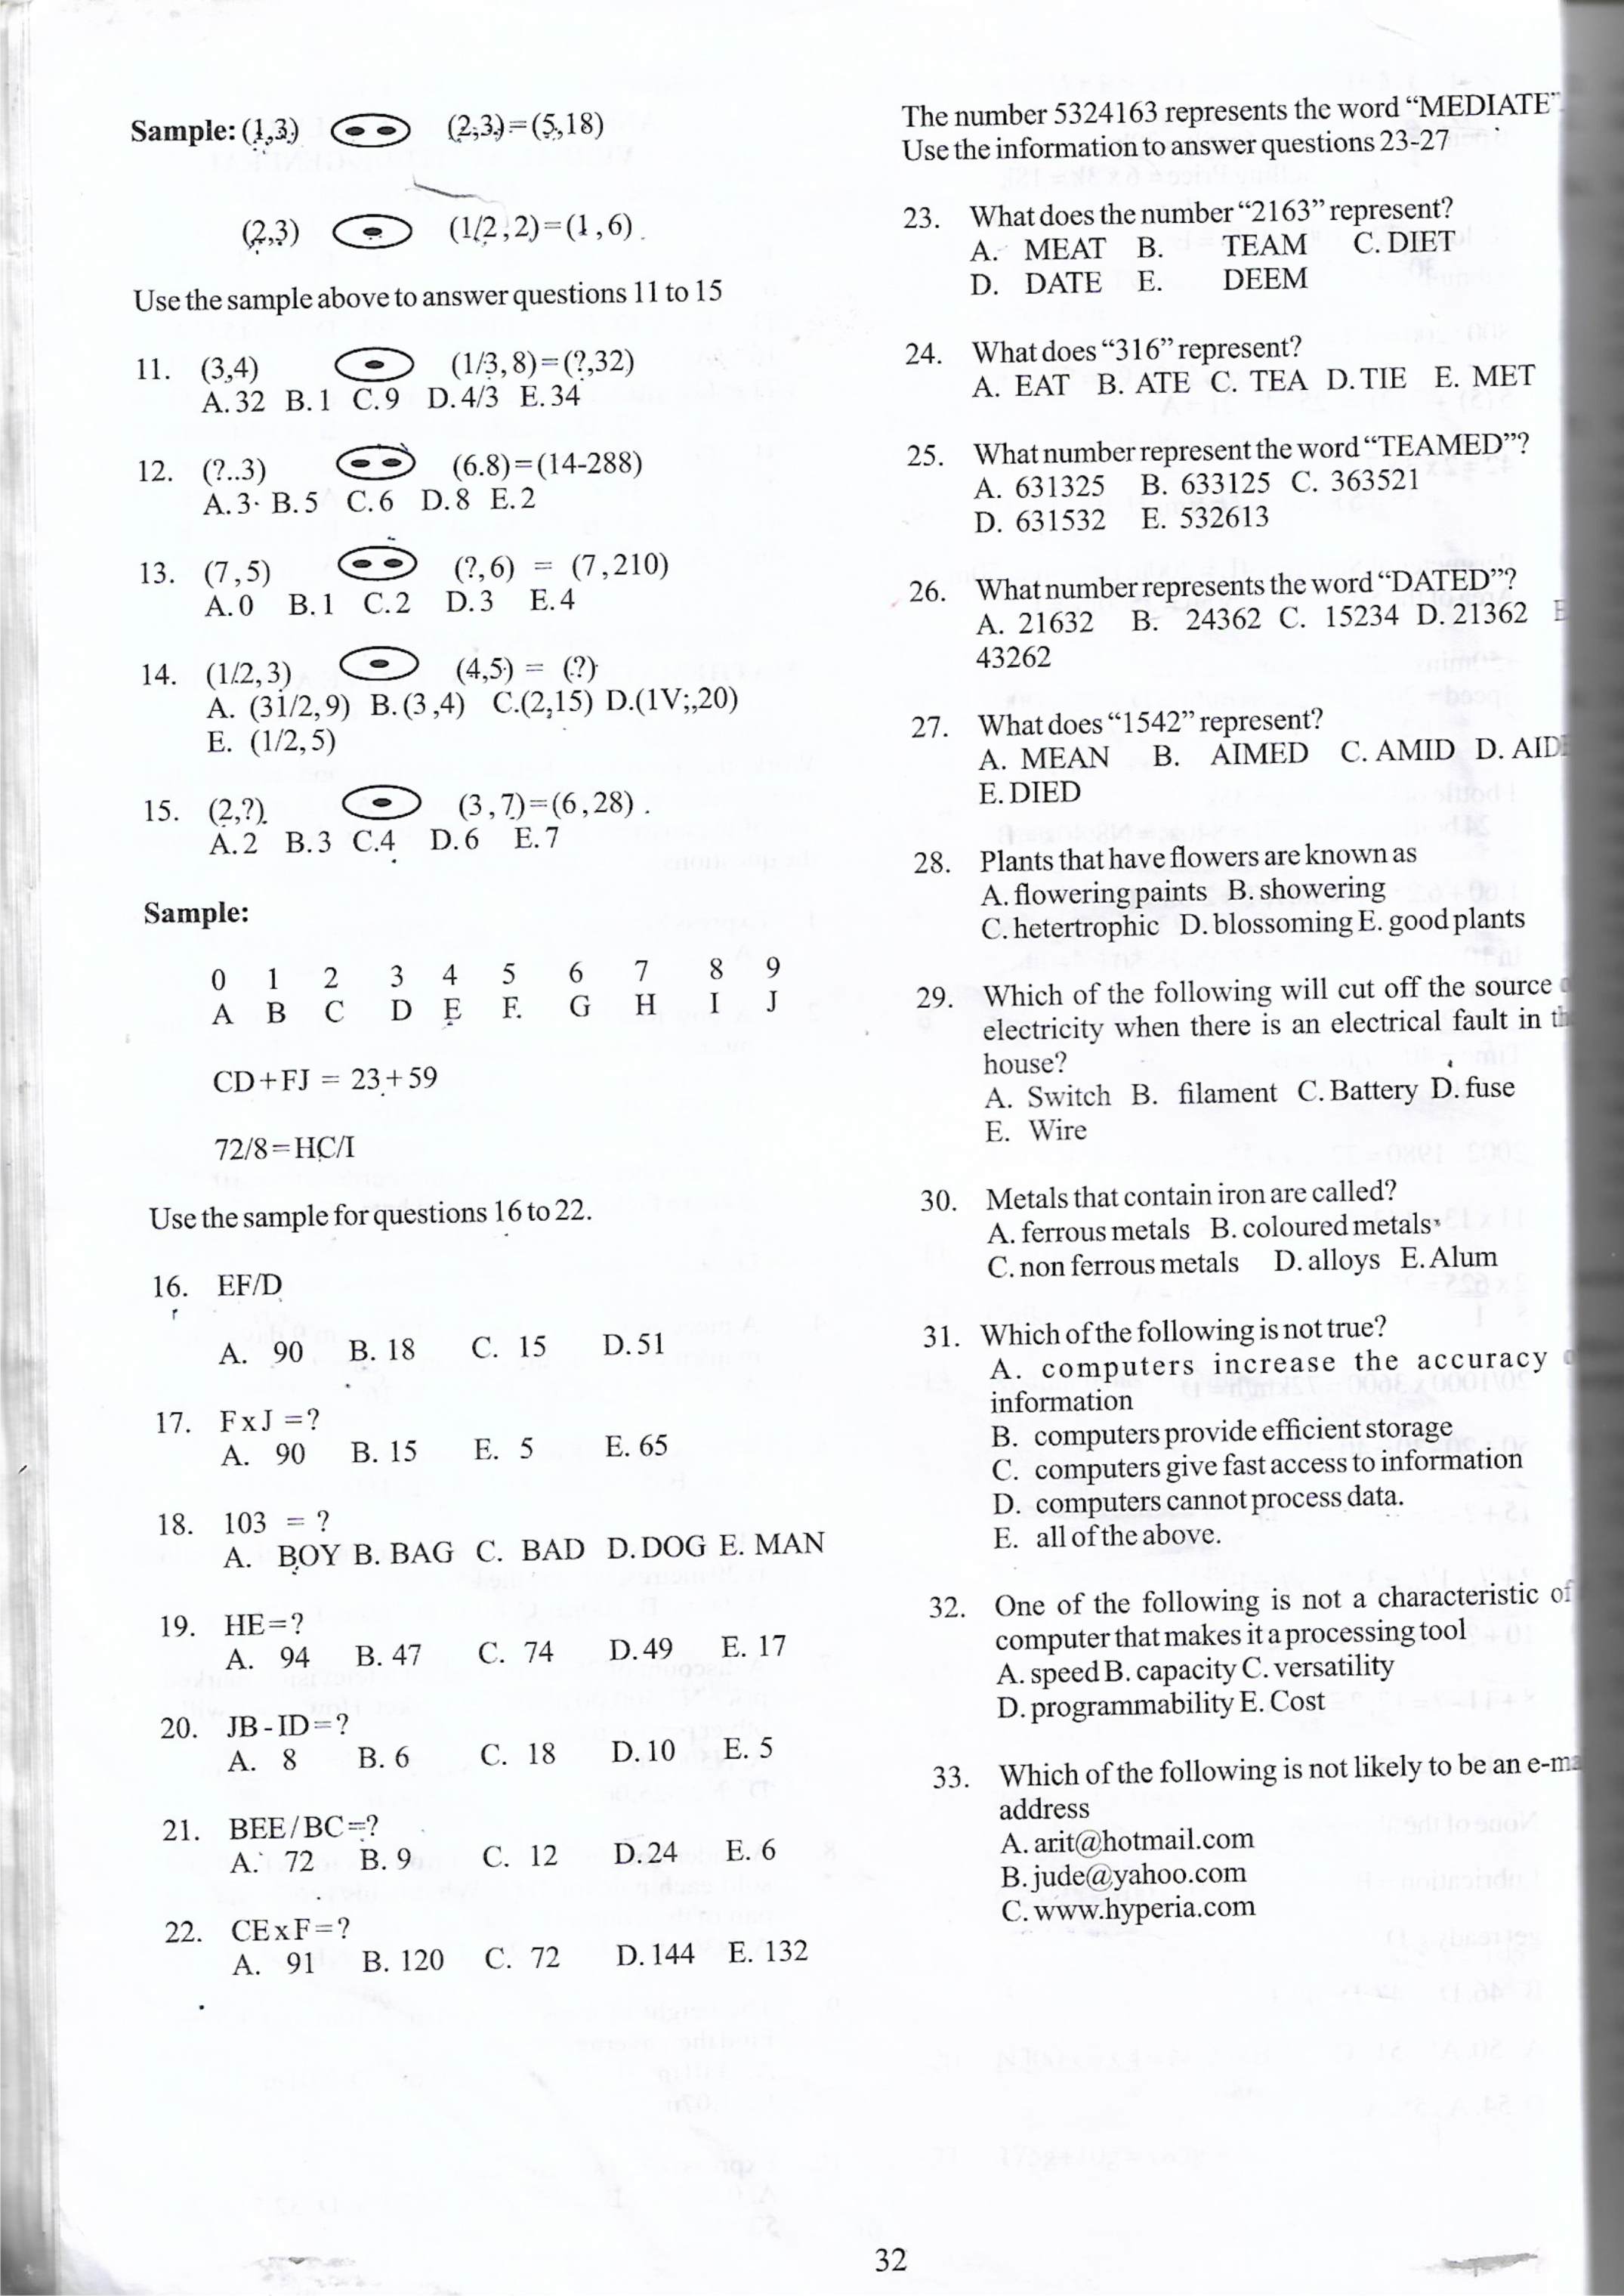 Sample: (1,3) (2,3)=(5,18)
(2,3) (1/2,2)=(1,6).
Use the sample above to answer questions 11 to 15
11. (3,4) (1/3,8)=(?,32)
A. 32 B. 1 C. 9 D. 4/3 E. 34
12. (?..3) (6.8)=(14-288)
A. 3 B. 5 C. 6 D. 8 E. 2
13. (7,5) (?,6) = (7,210)
A. 0 B. 1 C. 2 D. 3 E. 4
14. (1/2,3) (4,5) = (?)
A. (31/2,9) B. (3,4) C.(2,15) D.(1V;,20)
E. (1/2,5)
15. (2,?). (3,7)=(6,28).
A. 2 B. 3 C.4 D. 6 E. 7
Sample:
0 1 2 3 4 5 6 7 8 9
A B C D E F. G H I J
CD+FJ = 23+59
72/8=HC/I
Use the sample for questions 16 to 22.
16. EF/D
A. 90 B. 18 C. 15 D. 51
17. FxJ =?
A. 90 B. 15 E. 5 E. 65
18. 103 = ?
A. BOY B. BAG C. BAD D. DOG E. MAN
19. HE=?
A. 94 B. 47 C. 74 D. 49 E. 17
20. JB - ID=?
A. 8 B. 6 C. 18 D. 10 E. 5
21. BEE/BC=?
A. 72 B. 9 C. 12 D. 24 E. 6
22. CExF=?
A. 91 B. 120 C. 72 D. 144 E. 132
The number 5324163 represents the word “MEDIATE”.
Use the information to answer questions 23-27
23. What does the number “2163” represent?
A. MEAT B. TEAM C. DIET
D. DATE E. DEEM
24. What does “316” represent?
A. EAT B. ATE C. TEA D. TIE E. MET
25. What number represent the word “TEAMED”?
A. 631325 B. 633125 C. 363521
D. 631532 E. 532613
26. What number represents the word “DATED”?
A. 21632 B. 24362 C. 15234 D. 21362 E
43262
27. What does “1542” represent?
A. MEAN B. AIMED C. AMID D. AID
E. DIED
28. Plants that have flowers are known as
A. flowering paints B. showering
C. hetertrophic D. blossoming E. good plants
29. Which of the following will cut off the source
electricity when there is an electrical fault in
house?
A. Switch B. filament C. Battery D. fuse
E. Wire
30. Metals that contain iron are called?
A. ferrous metals B. coloured metals
C. non ferrous metals D. alloys E. Alum
31. Which of the following is not true?
A. computers increase the accuracy
information
B. computers provide efficient storage
C. computers give fast access to information
D. computers cannot process data.
E. all of the above.
32. One of the following is not a characteristic of
computer that makes it a processing tool
A. speed B. capacity C. versatility
D. programmability E. Cost
33. Which of the following is not likely to be an
address
A. arit@hotmail.com
B. jude@yahoo.com
C. www.hyperia.com
32